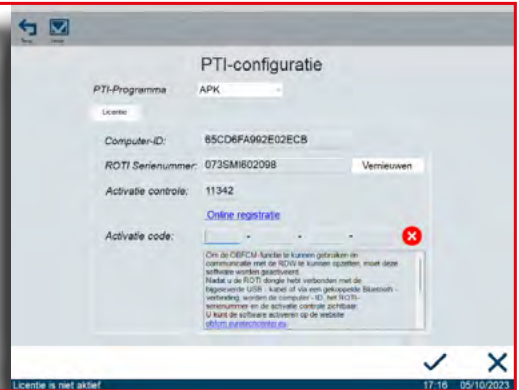 PTI-configuratie
PTI-Programma APK
Licentie
Computer-ID: 65CD6FA992E02ECB
ROTI Serienummer: 073SMI602098 Vernieuwen
Activatie controle: 11342
Online registratie
Activatie code: - - -
Om de OBFCM-functie te kunnen gebruiken en
communicatie met de RDW te kunnen opzetten, moet deze
software worden geactiveerd.
Nadat u de ROTI dongle hebt verbonden met de
bijgeleverde USB - kabel of via een gekoppelde Bluetooth -
verbinding, worden de computer - ID, het ROTI-
serienummer en de activatie controle zichtbaar.
U kunt de software activeren op de website
obfcm.eurotechcenter.eu
Licentie is niet aktief 17:16 05/10/2023